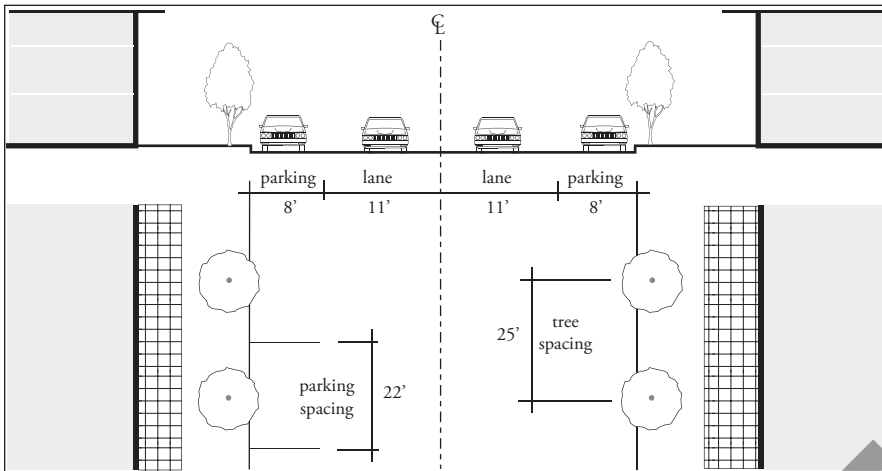 ℄
parking lane lane parking
8’ 11’ 11’ 8’
25’
tree
spacing
parking
spacing
22’